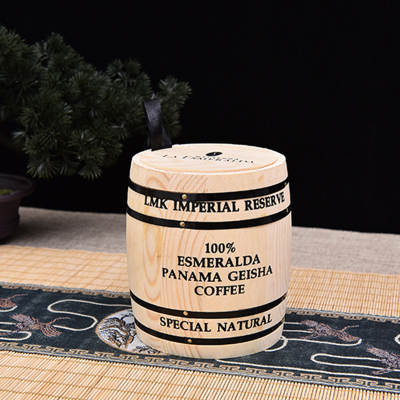 LMK IMPERIAL RESERVE
100%
ESMERALDA
PANAMA GEISHA
COFFEE
SPECIAL NATURAL